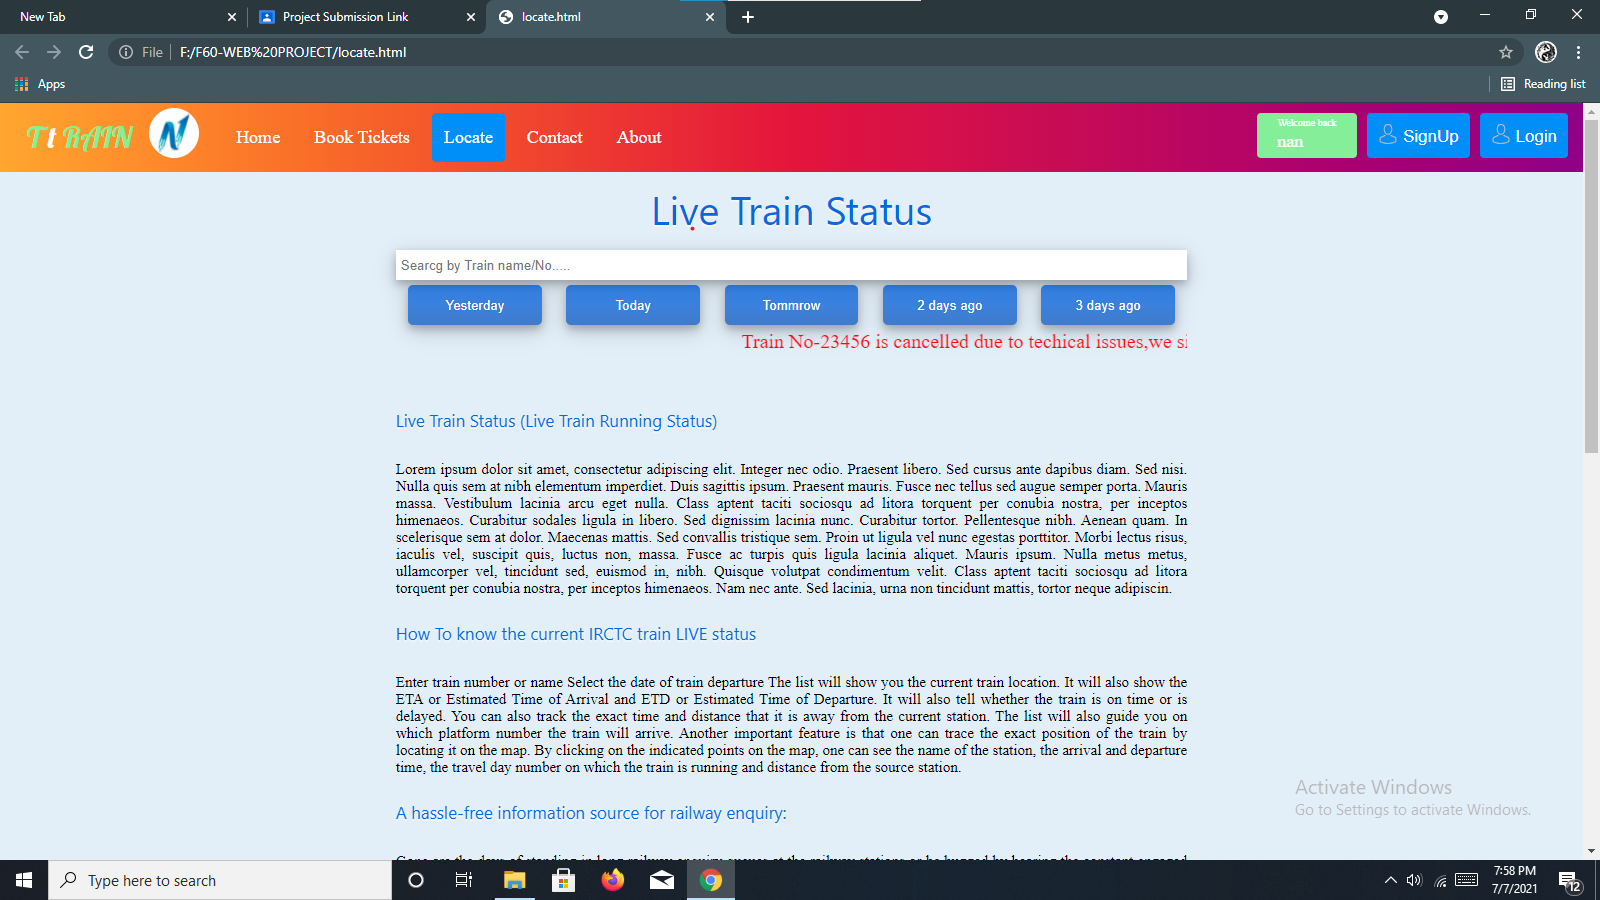 New Tab
Project Submission Link
locate.html
File
F:/F60-WEB%20PROJECT/locate.html
Apps
Reading list
Tt RAIN
N
Home
Book Tickets
Locate
Contact
About
Welcome back
nan
SignUp
Login
Live Train Status
Searcg by Train name/No.....
Yesterday
Today
Tommrow
2 days ago
3 days ago
Train No-23456 is cancelled due to techical issues,we si
Live Train Status (Live Train Running Status)
Lorem ipsum dolor sit amet, consectetur adipiscing elit. Integer nec odio. Praesent libero. Sed cursus ante dapibus diam. Sed nisi.
Nulla quis sem at nibh elementum imperdiet. Duis sagittis ipsum. Praesent mauris. Fusce nec tellus sed augue semper porta. Mauris
massa. Vestibulum lacinia arcu eget nulla. Class aptent taciti sociosqu ad litora torquent per conubia nostra, per inceptos
himenaeos. Curabitur sodales ligula in libero. Sed dignissim lacinia nunc. Curabitur tortor. Pellentesque nibh. Aenean quam. In
scelerisque sem at dolor. Maecenas mattis. Sed convallis tristique sem. Proin ut ligula vel nunc egestas porttitor. Morbi lectus risus,
iaculis vel, suscipit quis, luctus non, massa. Fusce ac turpis quis ligula lacinia aliquet. Mauris ipsum. Nulla metus metus,
ullamcorper vel, tincidunt sed, euismod in, nibh. Quisque volutpat condimentum velit. Class aptent taciti sociosqu ad litora
torquent per conubia nostra, per inceptos himenaeos. Nam nec ante. Sed lacinia, urna non tincidunt mattis, tortor neque adipiscin.
How To know the current IRCTC train LIVE status
Enter train number or name Select the date of train departure The list will show you the current train location. It will also show the
ETA or Estimated Time of Arrival and ETD or Estimated Time of Departure. It will also tell whether the train is on time or is
delayed. You can also track the exact time and distance that it is away from the current station. The list will also guide you on
which platform number the train will arrive. Another important feature is that one can trace the exact position of the train by
locating it on the map. By clicking on the indicated points on the map, one can see the name of the station, the arrival and departure
time, the travel day number on which the train is running and distance from the source station.
A hassle-free information source for railway enquiry:
Activate Windows
Go to Settings to activate Windows.
Type here to search
7:58 PM
7/7/2021
12